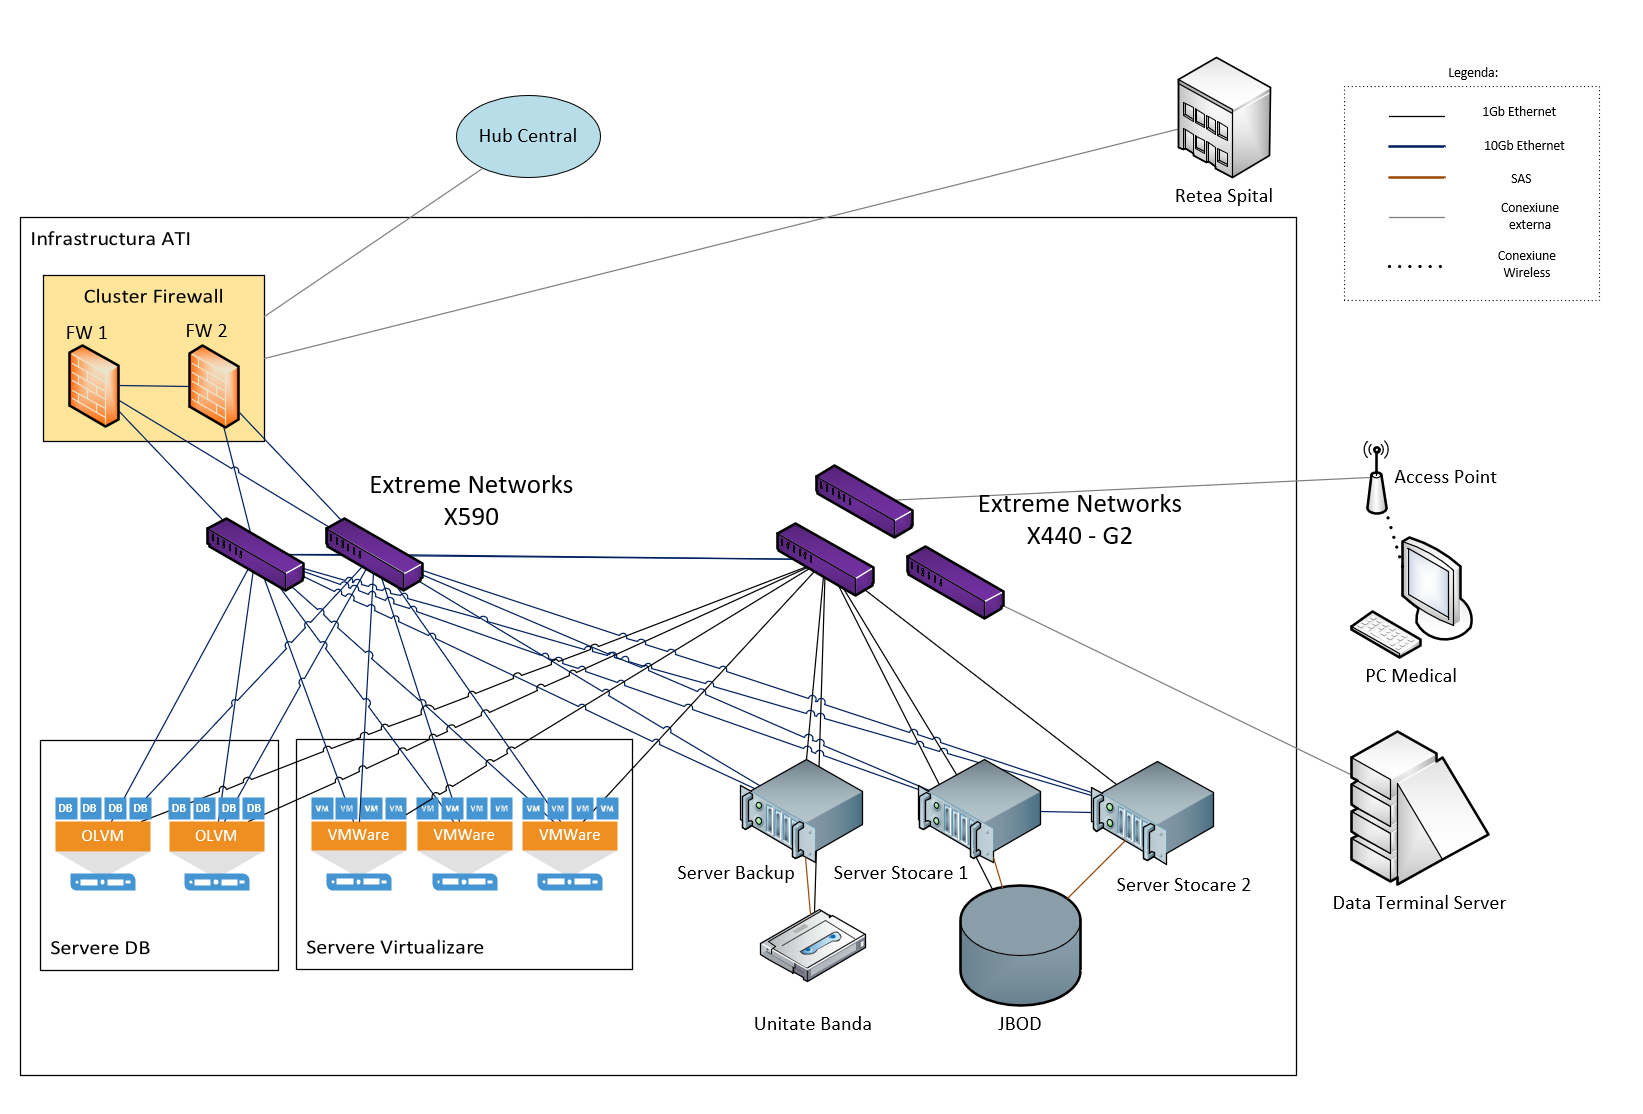 Legenda:
1Gb Ethernet
10Gb Ethernet
SAS
Conexiune
externa
Conexiune
Wireless
Hub Central
Retea Spital
Infrastructura ATI
Cluster Firewall
FW 1
FW 2
Extreme Networks
X590
Extreme Networks
X440 - G2
Access Point
PC Medical
DB DB DB DB
DB DB DB DB
VM VM VM VM
VM VM VM VM
VM VM VM VM
OLVM
OLVM
VMWare
VMWare
VMWare
Server Backup
Server Stocare 1
Server Stocare 2
Data Terminal Server
Servere DB
Servere Virtualizare
Unitate Banda
JBOD